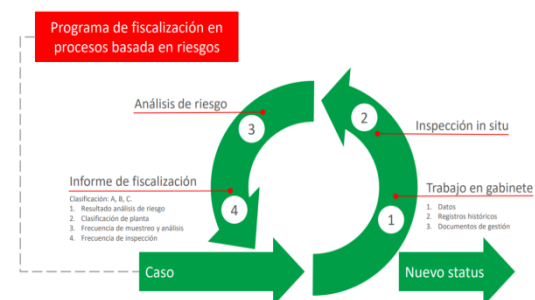 Programa de fiscalización en
procesos basada en riesgos
Análisis de riesgo
3
2
Inspección in situ
Informe de fiscalización
Clasificación: A, B, C.
1. Resultado análisis de riesgo
2. Clasificación de planta
3. Frecuencia de muestreo y análisis
4. Frecuencia de inspección
4
Trabajo en gabinete
1. Datos
2. Registros históricos
3. Documentos de gestión
1
Caso
Nuevo status